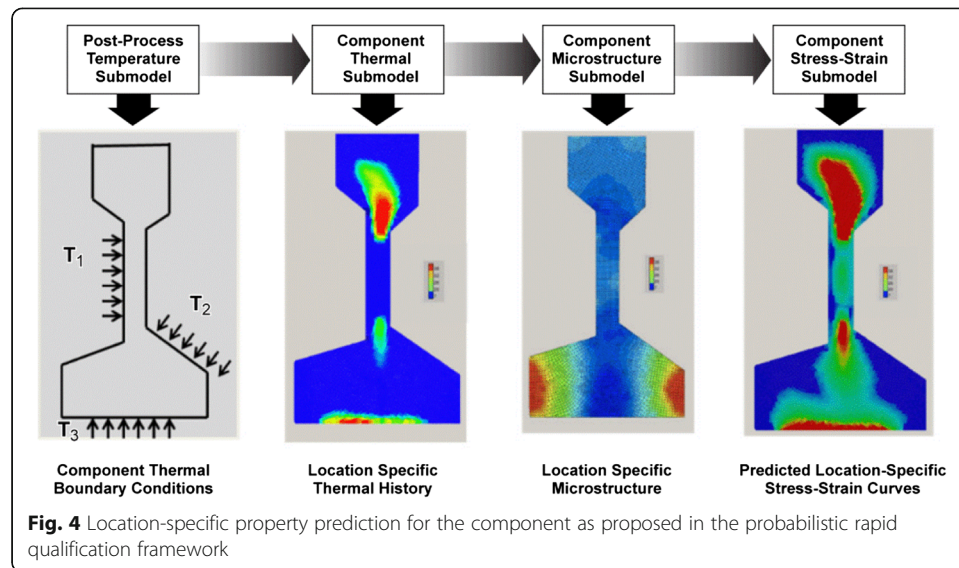 Post-Process
Temperature
Submodel
Component
Thermal
Submodel
Component
Microstructure
Submodel
Component
Stress-Strain
Submodel
T1
T2
T3
Component Thermal
Boundary Conditions
Location Specific
Thermal History
Location Specific
Microstructure
Predicted Location-Specific
Stress-Strain Curves
Fig. 4 Location-specific property prediction for the component as proposed in the probabilistic rapid
qualification framework